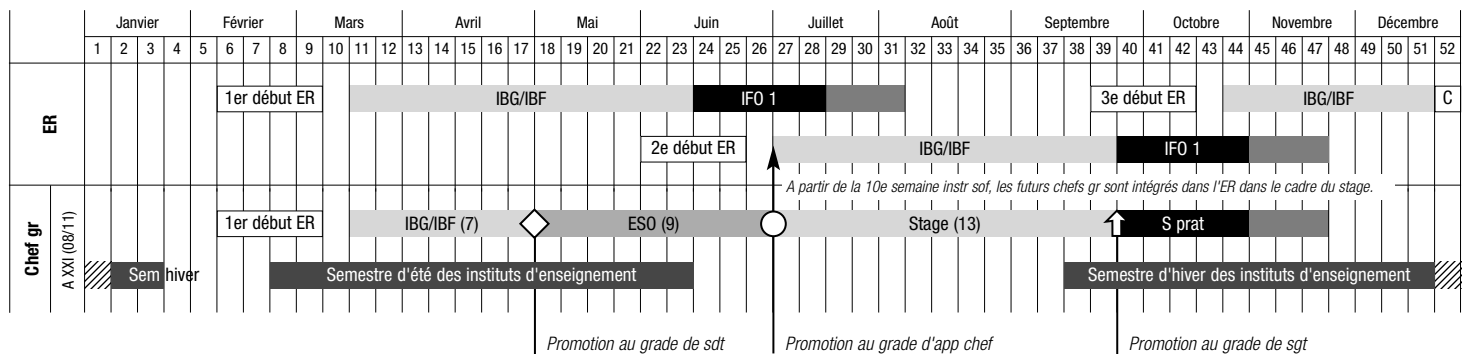 Janvier Février Mars Avril Mai Juin Juillet Août Septembre Octobre Novembre Décembre
1 2 3 4 5 6 7 8 9 10 11 12 13 14 15 16 17 18 19 20 21 22 23 24 25 26 27 28 29 30 31 32 33 34 35 36 37 38 39 40 41 42 43 44 45 46 47 48 49 50 51 52
ER
1er début ER IBG/IBF IFO 1 3e début ER IBG/IBF C
2e début ER IBG/IBF IFO 1
A partir de la 10e semaine instr sof, les futurs chefs gr sont intégrés dans l'ER dans le cadre du stage.
Chef gr
A XXI (08/11)
1er début ER IBG/IBF (7) ESO (9) Stage (13) S prat
Sem hiver Semestre d'été des instituts d'enseignement Semestre d'hiver des instituts d'enseignement
Promotion au grade de sdt Promotion au grade d'app chef Promotion au grade de sgt